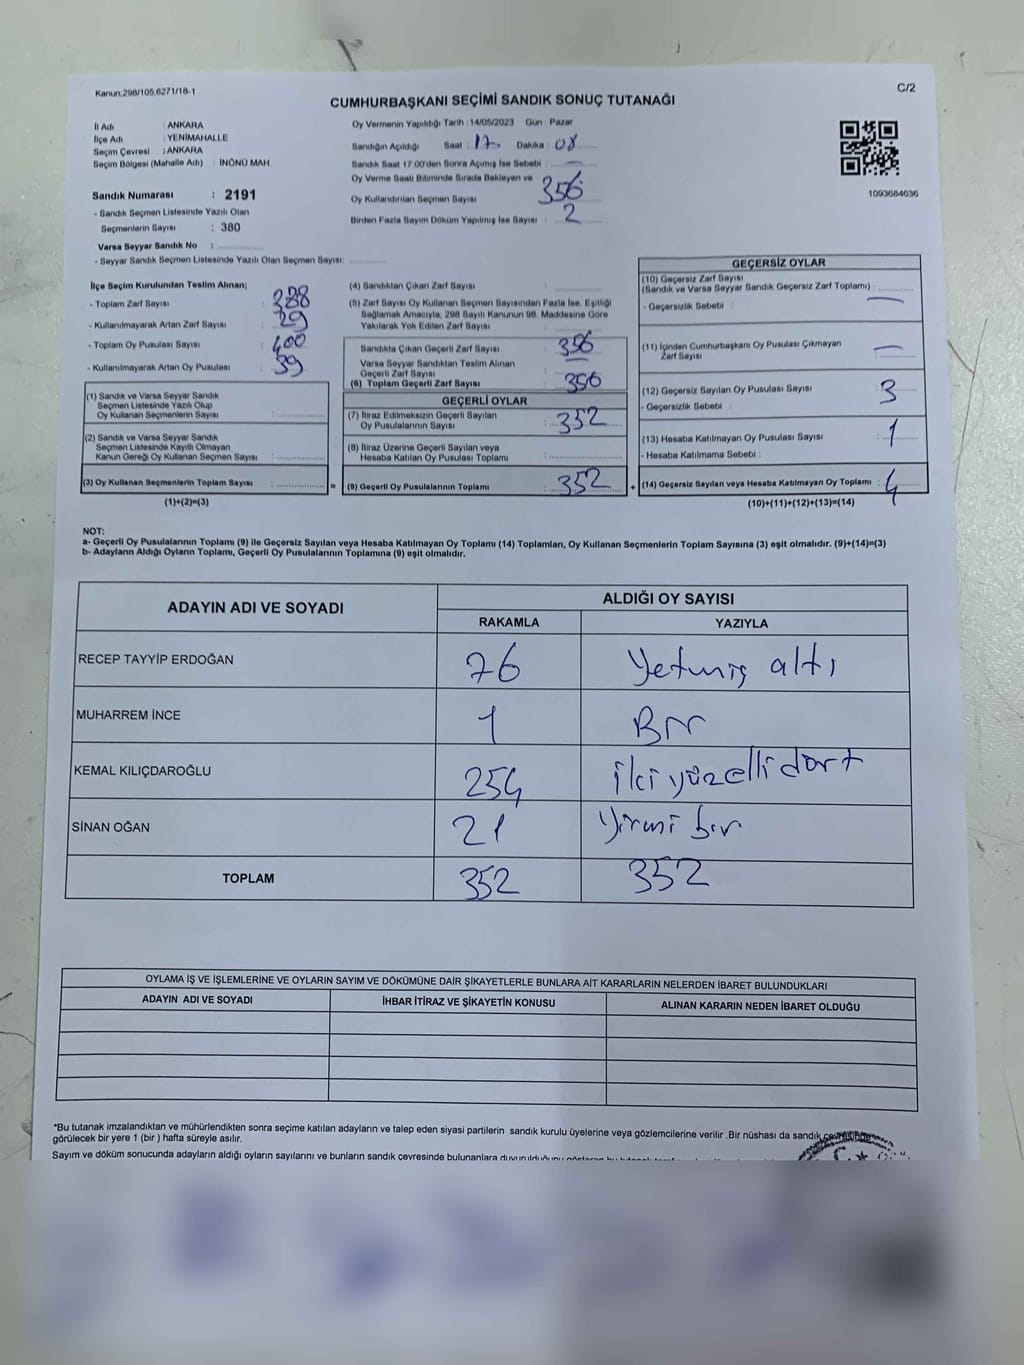 Kanun.298/105,6271/18-1
C/2
CUMHURBAŞKANI SEÇİMİ SANDIK SONUÇ TUTANAĞI
İl Adı : ANKARA
İlçe Adı : YENİMAHALLE
Seçim Çevresi : ANKARA
Seçim Bölgesi (Mahalle Adı) : İNÖNÜ MAH.
Sandık Numarası : 2191
- Sandık Seçmen Listesinde Yazılı Olan
Seçmenlerin Sayısı : 380
Varsa Seyyar Sandık No :
- Seyyar Sandık Seçmen Listesinde Yazılı Olan Seçmen Sayısı:
Oy Vermenin Yapıldığı Tarih : 14/05/2023 Gün : Pazar
Sandığın Açıldığı Saat : 17 Dakika : 08
Sandık Saat 17:00'den Sonra Açımış İse Sebebi : —
Oy Verme Saati Bitiminde Sırada Bekleyen ve
Oy Kullandırılan Seçmen Sayısı 356
Birden Fazla Sayım Döküm Yapılmış İse Sayısı : 2
1093684636
İlçe Seçim Kurulundan Teslim Alınan;
- Toplam Zarf Sayısı :
- Kullanılmayarak Artan Zarf Sayısı : 29
- Toplam Oy Pusulası Sayısı : 400
- Kullanılmayarak Artan Oy Pusulası : 39
(1) Sandık ve Varsa Seyyar Sandık
Seçmen Listesinde Yazılı Olup
Oy Kullanan Seçmenlerin Sayısı :
(2) Sandık ve Varsa Seyyar Sandık
Seçmen Listesinde Kayıtlı Olmayan
Kanun Gereği Oy Kullanan Seçmen Sayısı :
(3) Oy Kullanan Seçmenlerin Toplam Sayısı : =
(1)+(2)=(3)
(4) Sandıktan Çıkan Zarf Sayısı :
(5) Zarf Sayısı Oy Kullanan Seçmen Sayısından Fazla İse, Eşitliği
Sağlamak Amacıyla, 298 Sayılı Kanunun 98. Maddesine Göre
Yakılarak Yok Edilen Zarf Sayısı :
Sandıkta Çıkan Geçerli Zarf Sayısı : 356
Varsa Seyyar Sandıktan Teslim Alınan
Geçerli Zarf Sayısı : —
(6) Toplam Geçerli Zarf Sayısı : 356
GEÇERLİ OYLAR
(7) İtiraz Edilmeksizin Geçerli Sayılan
Oy Pusulalarının Sayısı : 352
(8) İtiraz Üzerine Geçerli Sayılan veya
Hesaba Katılan Oy Pusulası Toplamı :
(9) Geçerli Oy Pusulalarının Toplamı : 352 +
GEÇERSİZ OYLAR
(10) Geçersiz Zarf Sayısı
(Sandık ve Varsa Seyyar Sandık Geçersiz Zarf Toplamı) : —
- Geçersizlik Sebebi :
(11) İçinden Cumhurbaşkanı Oy Pusulası Çıkmayan
Zarf Sayısı : —
(12) Geçersiz Sayılan Oy Pusulası Sayısı : 3
- Geçersizlik Sebebi :
(13) Hesaba Katılmayan Oy Pusulası Sayısı : 1
- Hesaba Katılmama Sebebi :
(14) Geçersiz Sayılan veya Hesaba Katılmayan Oy Toplamı : 4
(10)+(11)+(12)+(13)=(14)
NOT:
a- Geçerli Oy Pusulalarının Toplamı (9) ile Geçersiz Sayılan veya Hesaba Katılmayan Oy Toplamı (14) Toplamları, Oy Kullanan Seçmenlerin Toplam Sayısına (3) eşit olmalıdır. (9)+(14)=(3)
b- Adayların Aldığı Oyların Toplamı, Geçerli Oy Pusulalarının Toplamına (9) eşit olmalıdır.
ADAYIN ADI VE SOYADI
ALDIĞI OY SAYISI
RAKAMLA YAZIYLA
RECEP TAYYİP ERDOĞAN 76 Yetmiş altı
MUHARREM İNCE 1 Bir
KEMAL KILIÇDAROĞLU 254 iki yüzelli dört
SİNAN OĞAN 21 Yirmi bir
TOPLAM 352 352
OYLAMA İŞ VE İŞLEMLERİNE VE OYLARIN SAYIM VE DÖKÜMÜNE DAİR ŞİKAYETLERLE BUNLARA AİT KARARLARIN NELERDEN İBARET BULUNDUKLARI
ADAYIN ADI VE SOYADI İHBAR İTİRAZ VE ŞİKAYETİN KONUSU ALINAN KARARIN NEDEN İBARET OLDUĞU
*Bu tutanak imzalandıktan ve mühürlendikten sonra seçime katılan adayların ve talep eden siyasi partilerin sandık kurulu üyelerine veya gözlemcilerine verilir .Bir nüshası da sandık çevresinde
görülecek bir yere 1 (bir ) hafta süreyle asılır.
Sayım ve döküm sonucunda adayların aldığı oyların sayılarını ve bunların sandık çevresinde bulunanlara duyurulduğunu gösteren bu